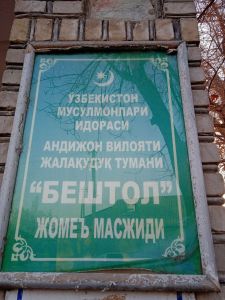 ЎЗБЕКИСТОН
МУСУЛМОНЛАРИ
ИДОРАСИ
АНДИЖОН ВИЛОЯТИ
ЖАЛАҚУДУҚ ТУМАНИ
“БЕШТОЛ”
ЖОМЕЪ МАСЖИДИ